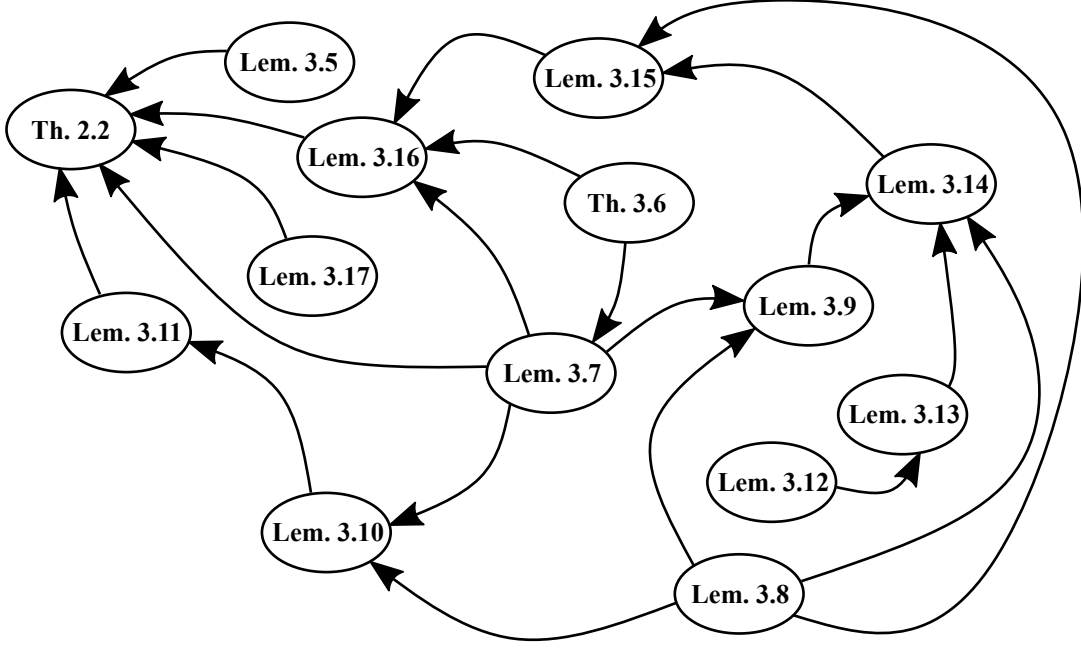 Lem. 3.5
Lem. 3.15
Th. 2.2
Lem. 3.16
Lem. 3.14
Th. 3.6
Lem. 3.17
Lem. 3.9
Lem. 3.11
Lem. 3.7
Lem. 3.13
Lem. 3.12
Lem. 3.10
Lem. 3.8